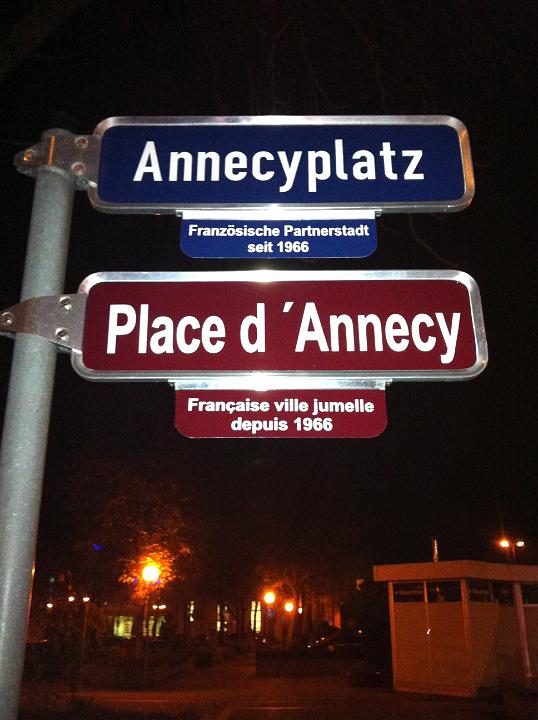 Annecyplatz
Französische Partnerstadt
seit 1966
Place d ´Annecy
Française ville jumelle
depuis 1966